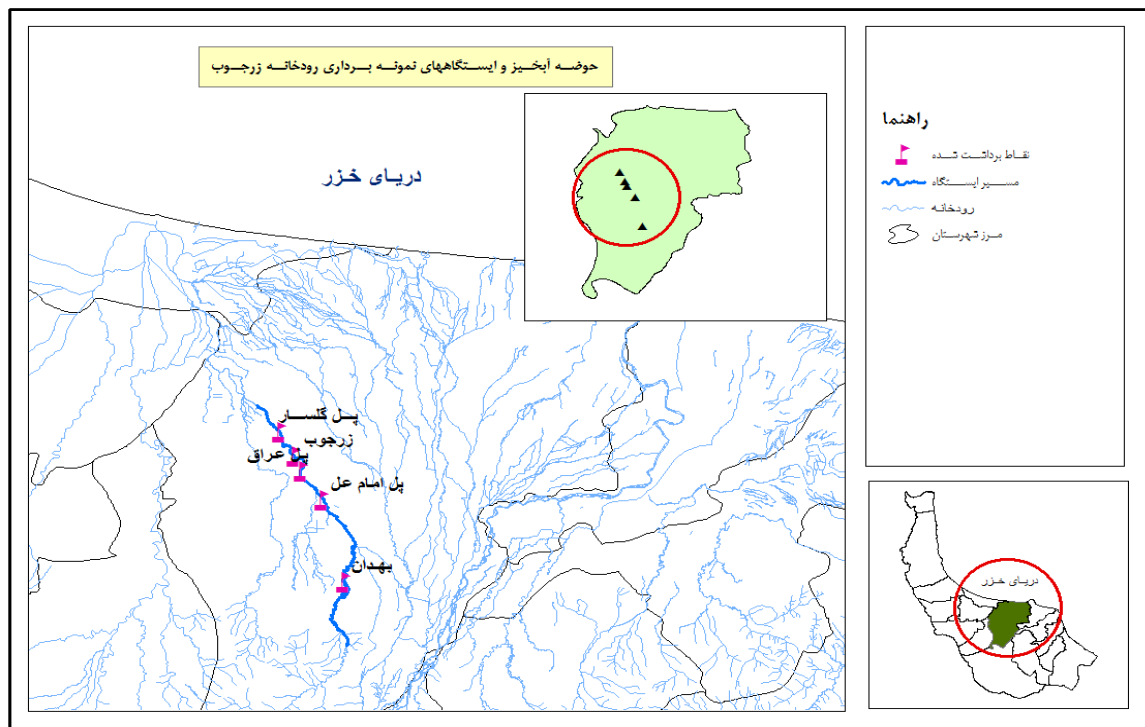 حوضه آبخیز و ایستگاههای نمونه برداری رودخانه زرجوب
دریای خزر
راهنما
نقاط برداشت شده
مسیر ایستگاه
رودخانه
مرز شهرستان
پل گلسار
زرجوب
پل عراق
پل امام عل
بهدان
دریای خزر